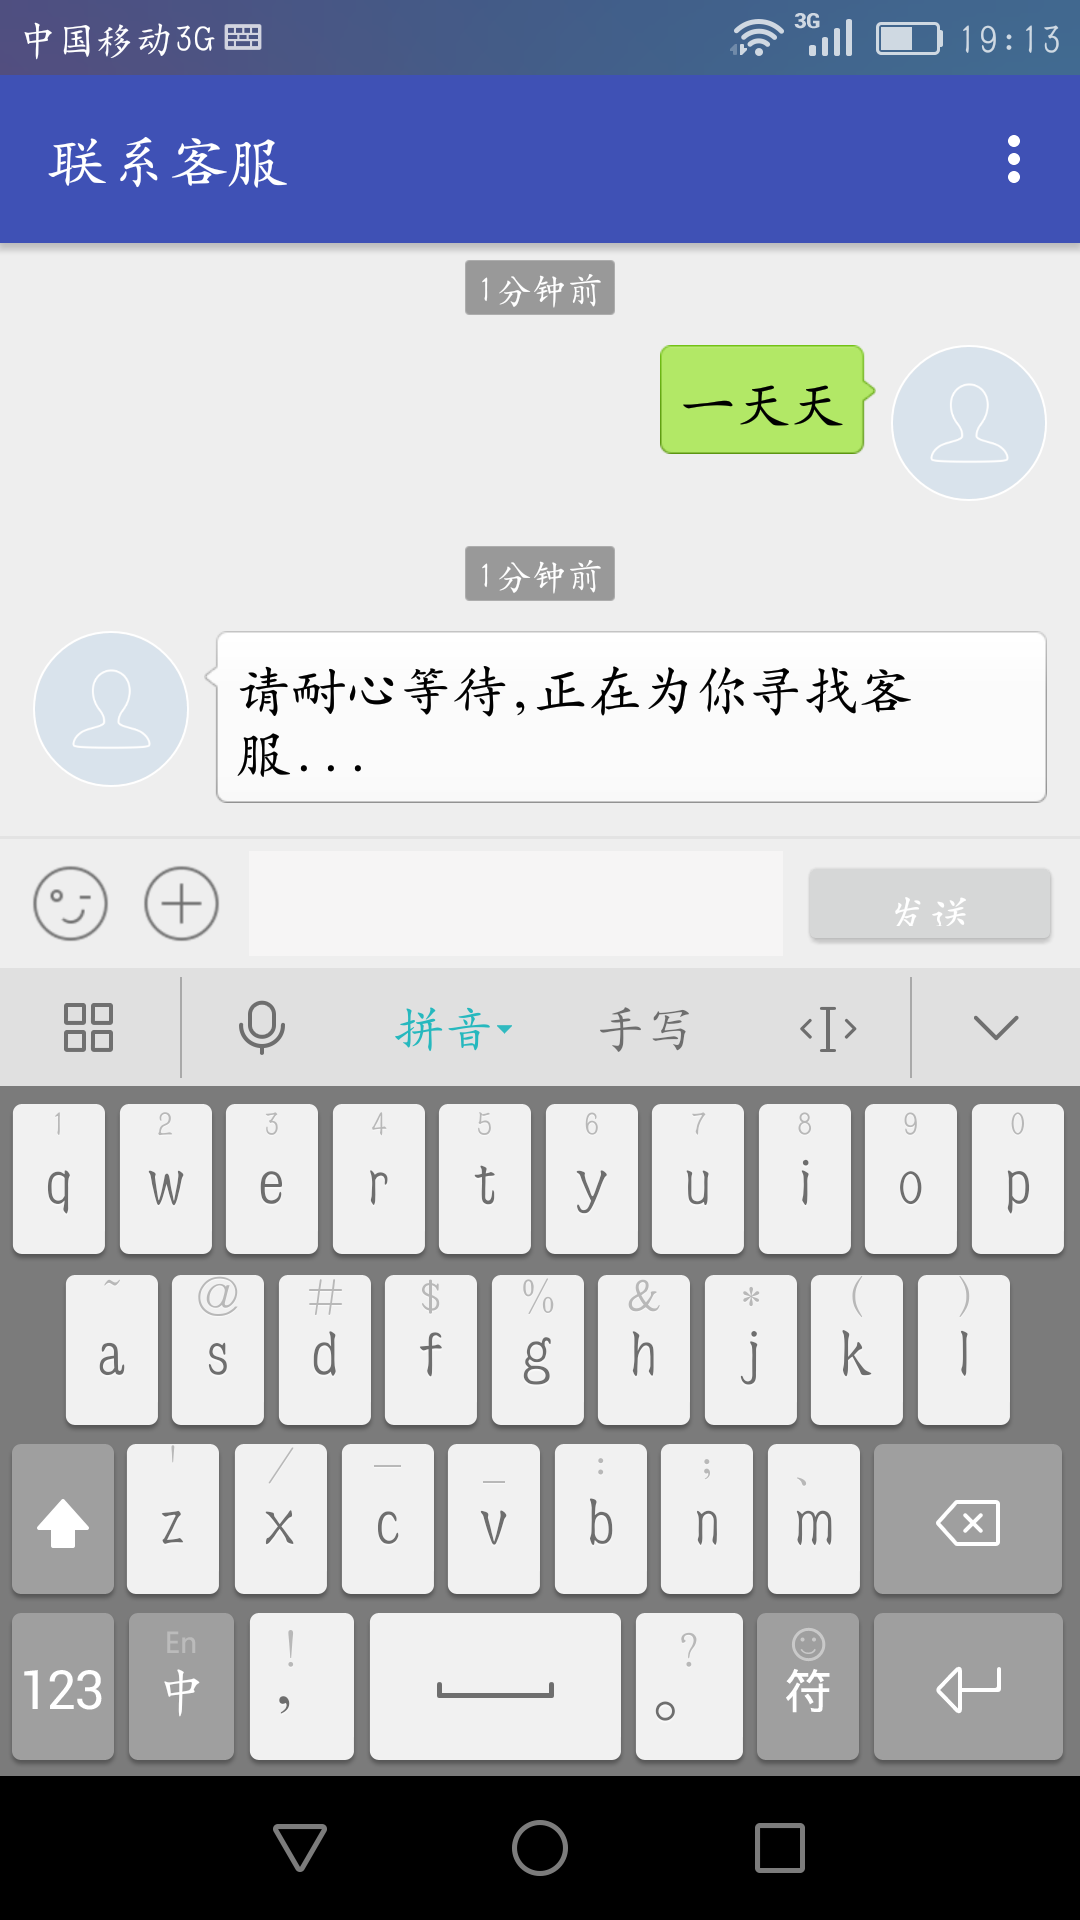 中国移动3G 3G 19:13
联系客服
1分钟前
一天天
1分钟前
请耐心等待,正在为你寻找客
服...
发送
拼音 手写
1 2 3 4 5 6 7 8 9 0
q w e r t y u i o p
~ @ # $ % & * ( )
a s d f g h j k l
' / — _ : ; 、
z x c v b n m
En ! ?
123 中 , 。 符